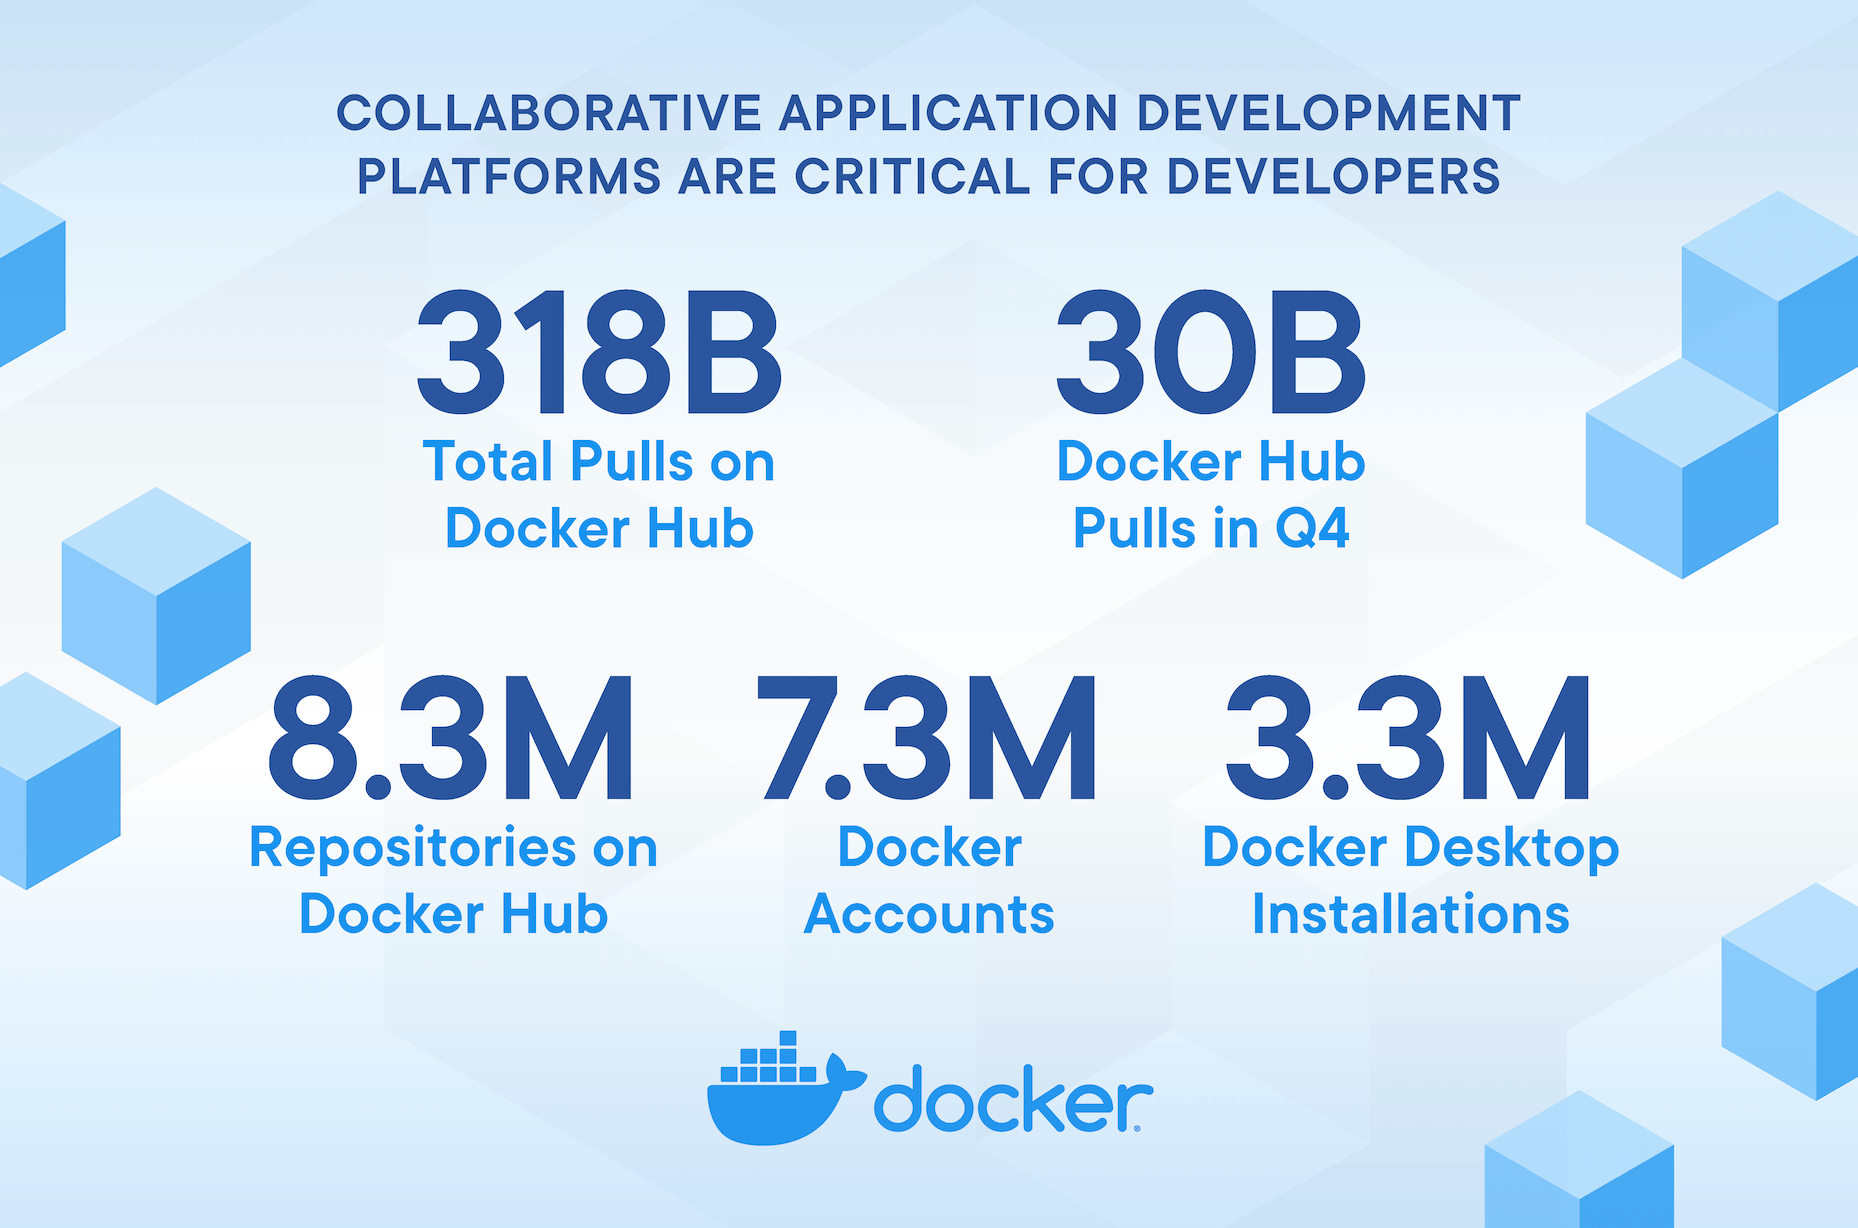 COLLABORATIVE APPLICATION DEVELOPMENT
PLATFORMS ARE CRITICAL FOR DEVELOPERS
318B
Total Pulls on
Docker Hub
30B
Docker Hub
Pulls in Q4
8.3M
Repositories on
Docker Hub
7.3M
Docker
Accounts
3.3M
Docker Desktop
Installations
docker®